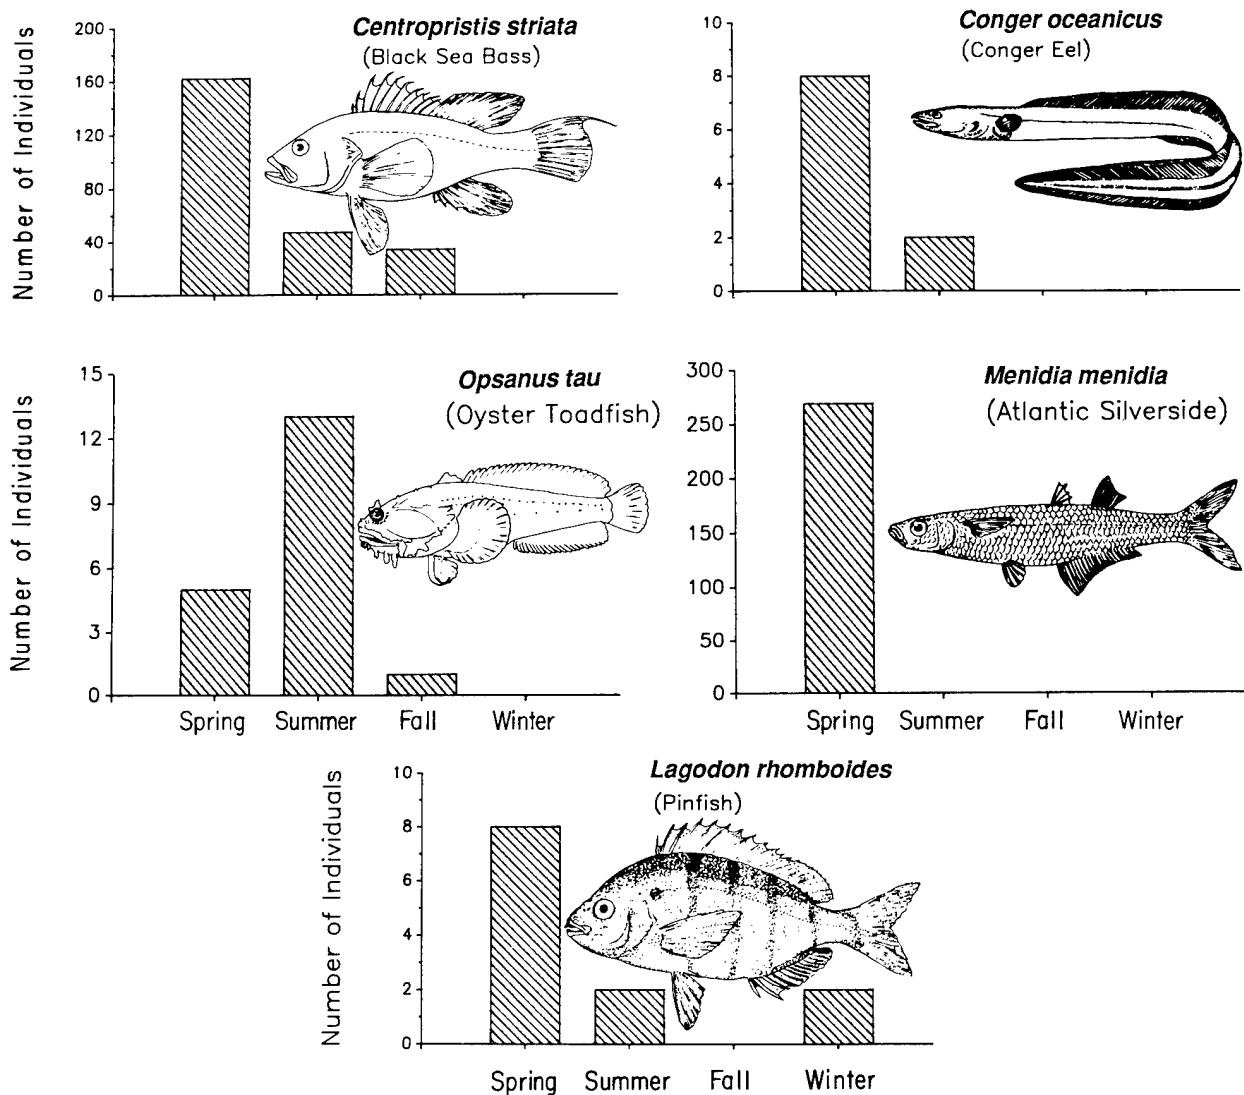 Centropristis striata
(Black Sea Bass)
Number of Individuals
200
160
120
80
40
0
Conger oceanicus
(Conger Eel)
10
8
6
4
2
0
Opsanus tau
(Oyster Toadfish)
Number of Individuals
15
12
9
6
3
0
Spring Summer Fall Winter
Menidia menidia
(Atlantic Silverside)
300
250
200
150
100
50
0
Spring Summer Fall Winter
Lagodon rhomboides
(Pinfish)
Number of Individuals
10
8
6
4
2
0
Spring Summer Fall Winter